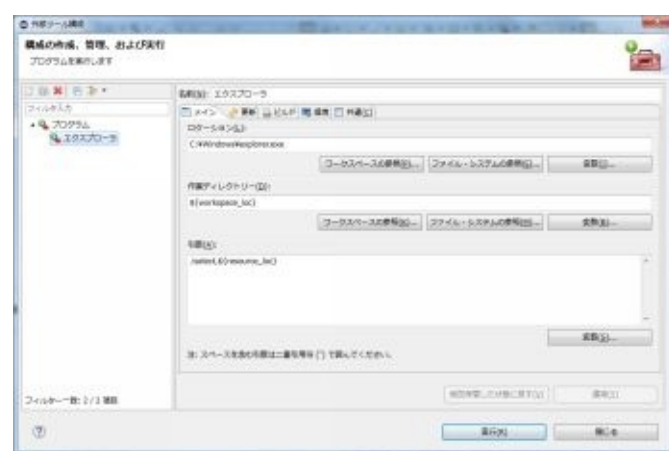 外部ツール構成
構成の作成、管理、および実行
プログラムを実行します
名前(N): エクスプローラ
フィルタ入力
プログラム
エクスプローラ
メイン 更新 ビルド 環境 共通(C)
ロケーション(L):
C:¥Windows¥explorer.exe
ワークスペースの参照(K)... ファイル・システムの参照... 変数...
作業ディレクトリー(D):
${workspace_loc}
ワークスペースの参照... ファイル・システムの参照... 変数...
引数(A):
/select,${resource_loc}
変数...
注: スペースを含む引数は二重引用符 (") で囲んでください。
フィルター一致: 2 / 2 項目
適用(Y)
実行(R) 閉じる